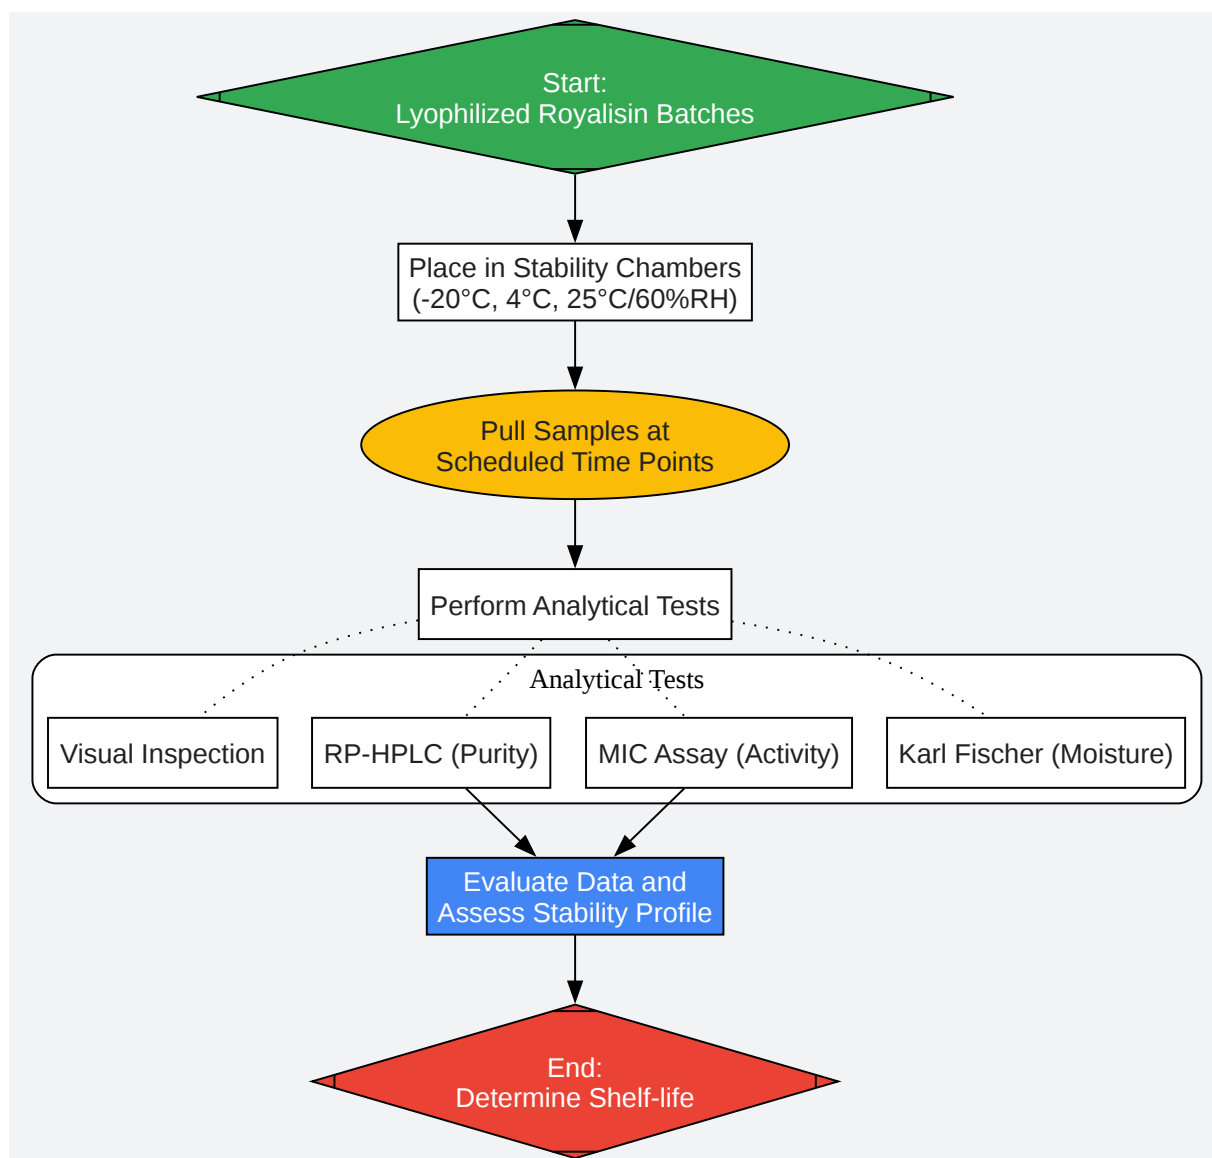 Start:
Lyophilized Royalisin Batches
Place in Stability Chambers
(-20°C, 4°C, 25°C/60%RH)
Pull Samples at
Scheduled Time Points
Perform Analytical Tests
Analytical Tests
Visual Inspection
RP-HPLC (Purity)
MIC Assay (Activity)
Karl Fischer (Moisture)
Evaluate Data and
Assess Stability Profile
End:
Determine Shelf-life